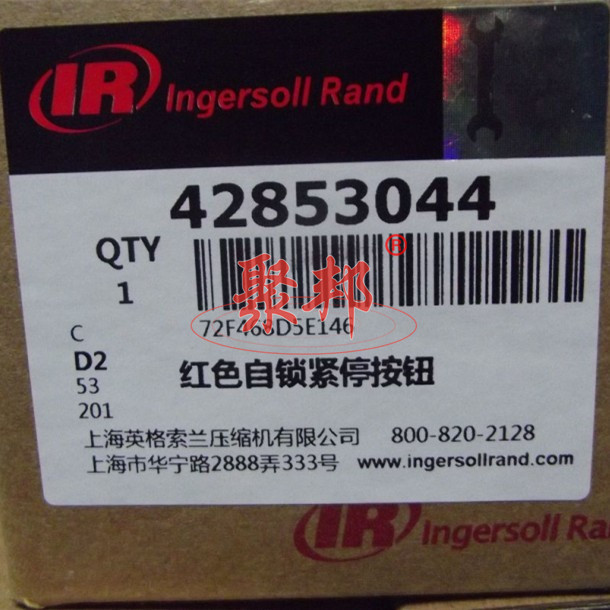 IR Ingersoll Rand
42853044
QTY
1
聚邦®
72F468D5E146
C
D2
53
201
红色自锁紧停按钮
上海英格索兰压缩机有限公司 800-820-2128
上海市华宁路2888弄333号 www.ingersollrand.com
IR Ingersoll Rand